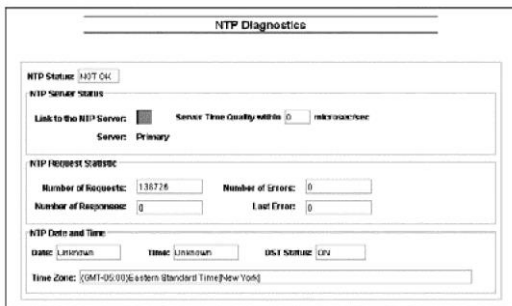 NTP Diagnostics
NTP Status: NOT OK
NTP Server Status
Link to the NTP Server: Server Time Quality within 0 microsec/sec
Server: Primary
NTP Request Statistic
Number of Requests: 138726 Number of Errors: 0
Number of Responses: 0 Last Error: 0
NTP Date and Time
Date: Unknown Time: Unknown DST Status: ON
Time Zone: (GMT-05:00)Eastern Standard Time[New York]